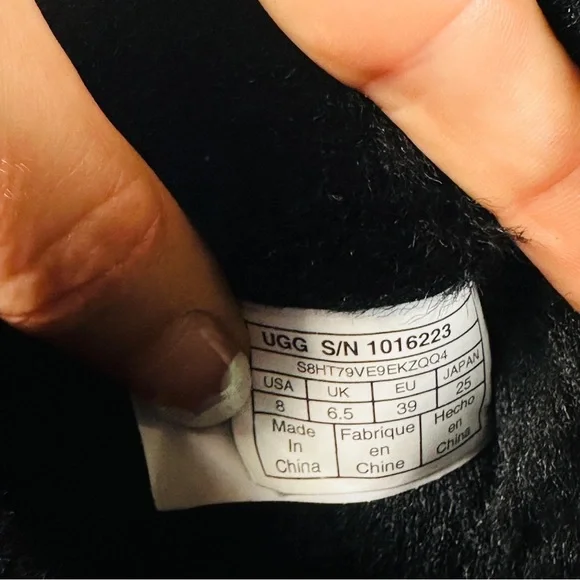 UGG S/N 1016223
S8HT79VE9EKZQQ4
USA UK EU JAPAN
8 6.5 39 25
Made In China
Fabrique en Chine
Hecho en China